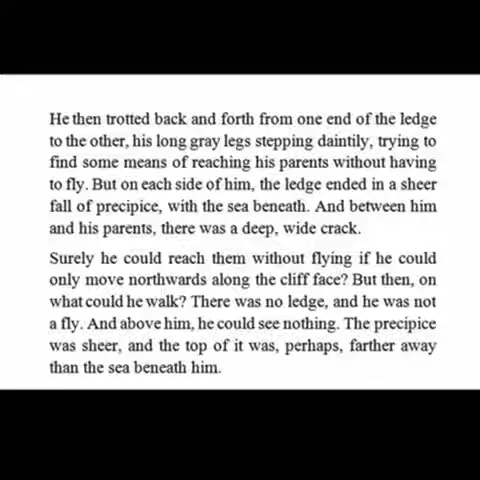 He then trotted back and forth from one end of the ledge
to the other, his long gray legs stepping daintily, trying to
find some means of reaching his parents without having
to fly. But on each side of him, the ledge ended in a sheer
fall of precipice, with the sea beneath. And between him
and his parents, there was a deep, wide crack.
Surely he could reach them without flying if he could
only move northwards along the cliff face? But then, on
what could he walk? There was no ledge, and he was not
a fly. And above him, he could see nothing. The precipice
was sheer, and the top of it was, perhaps, farther away
than the sea beneath him.